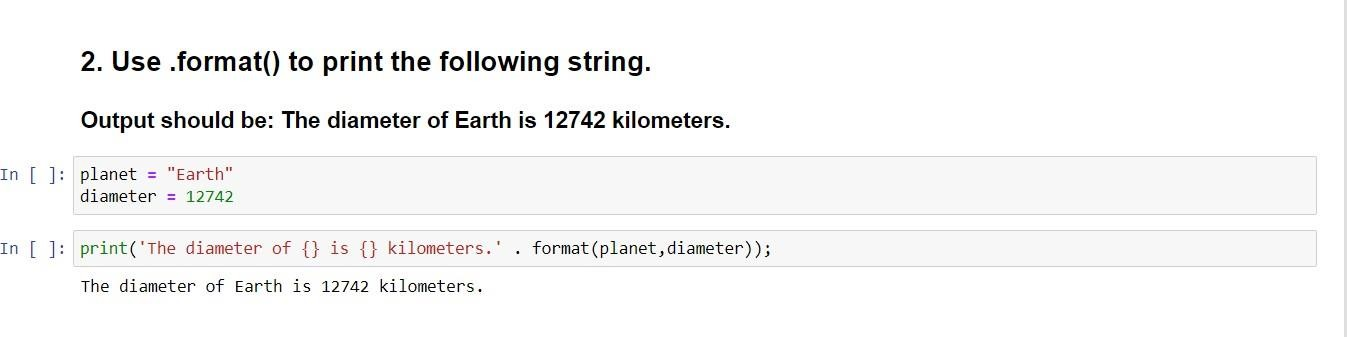 2. Use .format() to print the following string.
Output should be: The diameter of Earth is 12742 kilometers.
In [ ]: planet = "Earth"
diameter = 12742
In [ ]: print('The diameter of {} is {} kilometers.' . format(planet,diameter));
The diameter of Earth is 12742 kilometers.